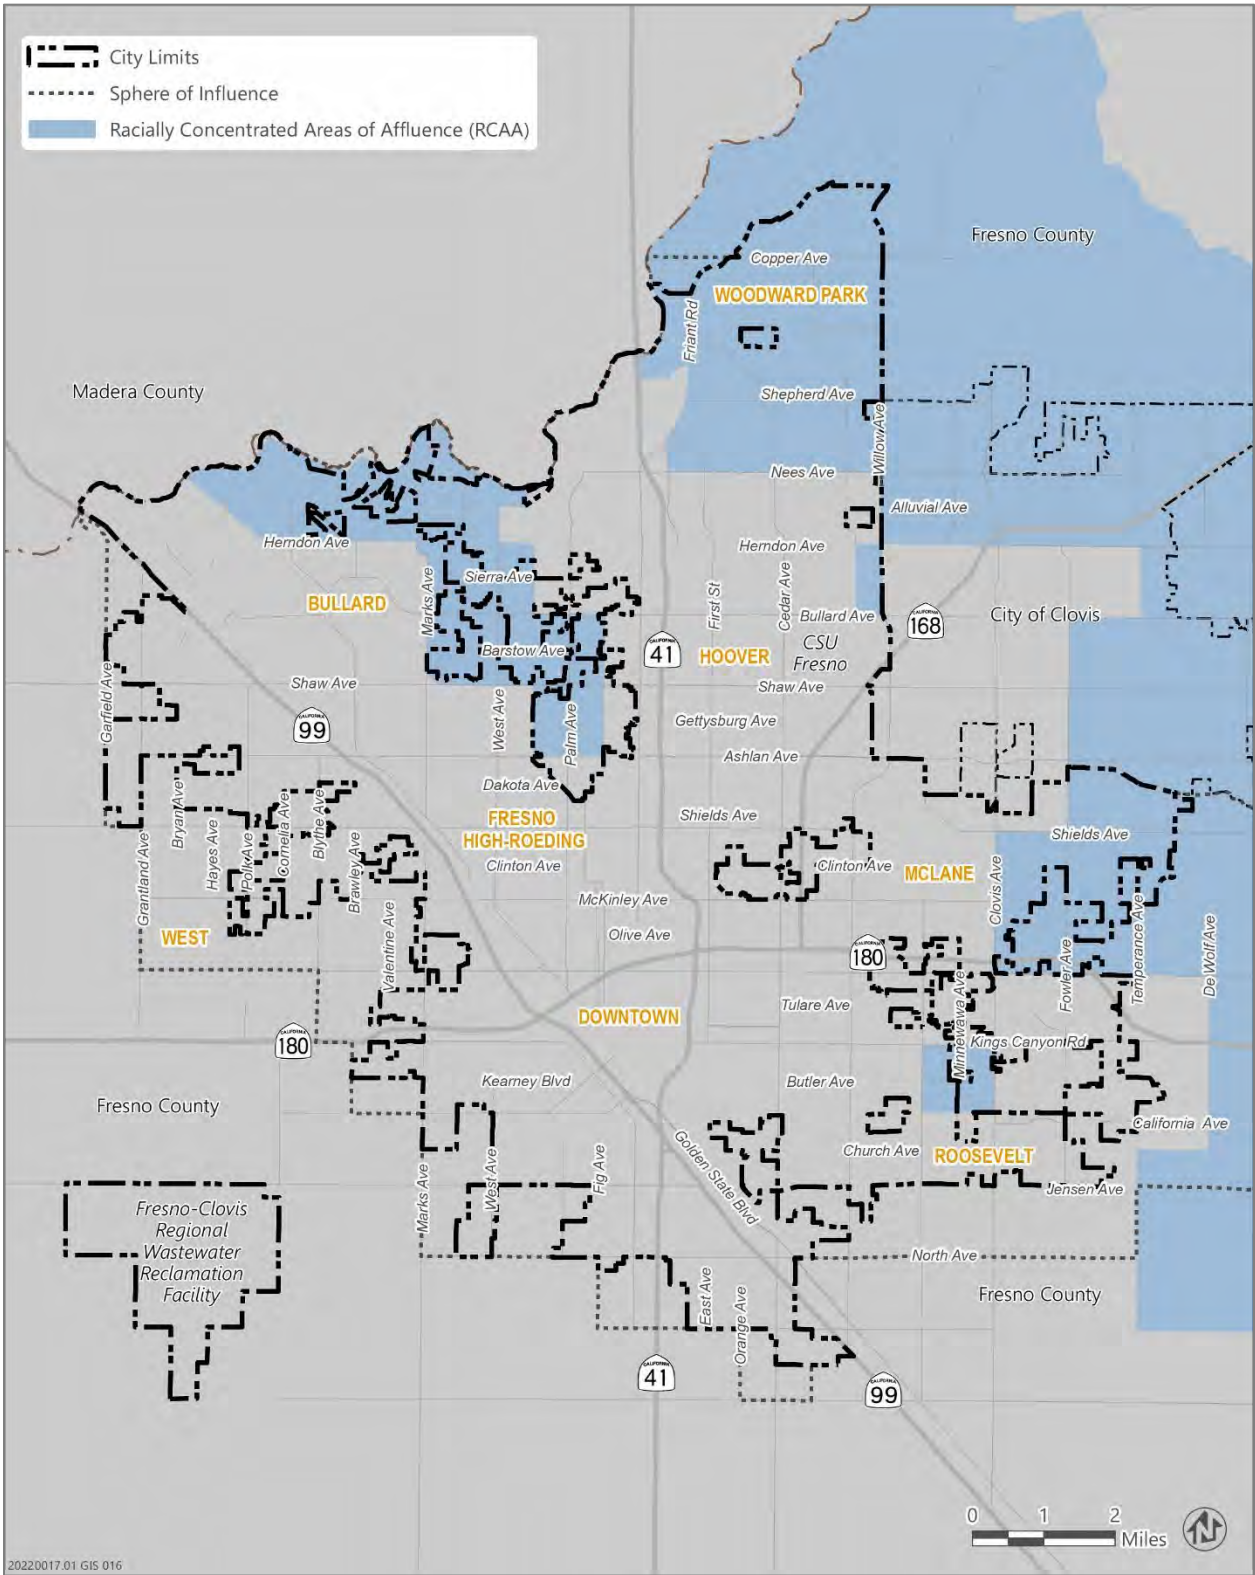 City Limits
Sphere of Influence
Racially Concentrated Areas of Affluence (RCAA)
Fresno County
Copper Ave
WOODWARD PARK
Friant Rd
Madera County
Shepherd Ave
Willow Ave
Nees Ave
Alluvial Ave
Herndon Ave
Herndon Ave
Sierra Ave
Marks Ave
BULLARD
First St
Cedar Ave
Bullard Ave
CALIFORNIA
168
City of Clovis
CSU
Fresno
CALIFORNIA
41
HOOVER
Barstow Ave
Garfield Ave
Shaw Ave
Shaw Ave
CALIFORNIA
99
West Ave
Palm Ave
Gettysburg Ave
Ashlan Ave
Dakota Ave
Bryan Ave
Hayes Ave
Polk Ave
Cornelia Ave
Blythe Ave
Brawley Ave
Grantland Ave
FRESNO
HIGH-ROEDING
Shields Ave
Shields Ave
Clinton Ave
Clinton Ave
MCLANE
Clovis Ave
McKinley Ave
Olive Ave
WEST
Valentine Ave
CALIFORNIA
180
Fowler Ave
Temperance Ave
De Wolf Ave
Minnewawa Ave
Tulare Ave
DOWNTOWN
CALIFORNIA
180
Kings Canyon Rd
Kearney Blvd
Butler Ave
Fresno County
California Ave
Church Ave
ROOSEVELT
Golden State Blvd
Fig Ave
West Ave
Marks Ave
Jensen Ave
Fresno-Clovis
Regional
Wastewater
Reclamation
Facility
North Ave
East Ave
Orange Ave
Fresno County
CALIFORNIA
41
CALIFORNIA
99
0 1 2
Miles
N
20220017.01 GIS 016